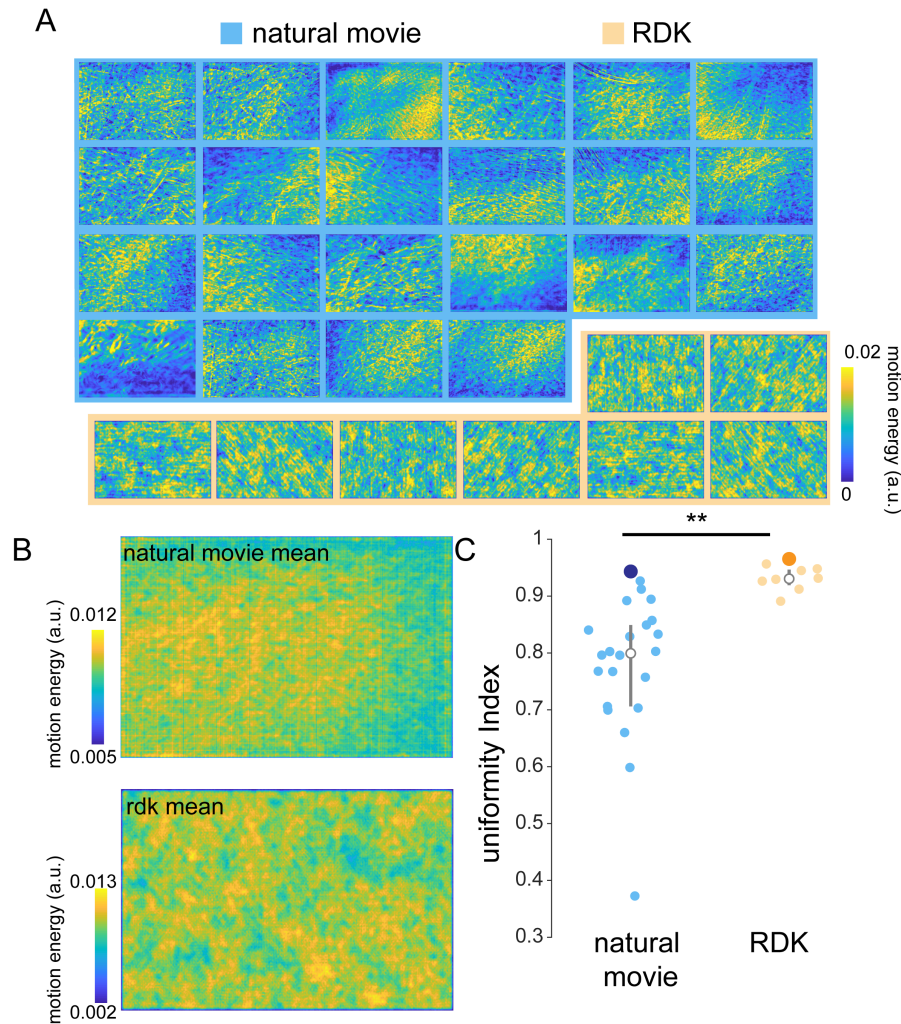 A
natural movie
RDK
0.02
motion energy (a.u.)
0
B
natural movie mean
0.012
motion energy (a.u.)
0.005
rdk mean
0.013
motion energy (a.u.)
0.002
C
**
1
0.9
0.8
0.7
0.6
0.5
0.4
0.3
uniformity Index
natural
movie
RDK